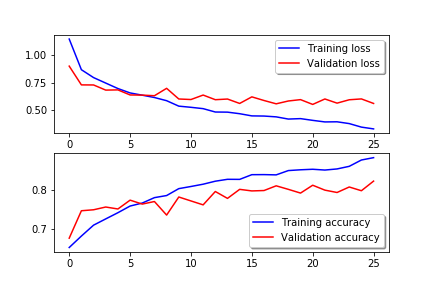 1.00
0.75
0.50
Training loss
Validation loss
0 5 10 15 20 25
0.8
0.7
Training accuracy
Validation accuracy
0 5 10 15 20 25